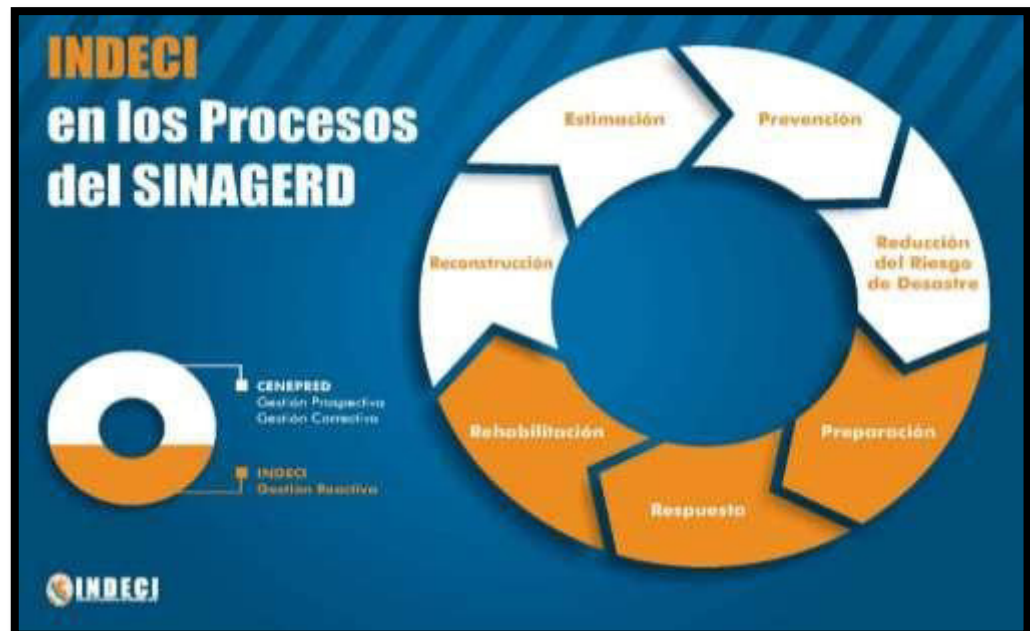 INDECI
en los Procesos
del SINAGERD
Estimación
Prevención
Reducción
del Riesgo
de Desastre
Reconstrucción
Rehabilitación
Preparación
Respuesta
CENEPRED
Gestión Prospectiva
Gestión Correctiva
INDECI
Gestión Reactiva
INDECI